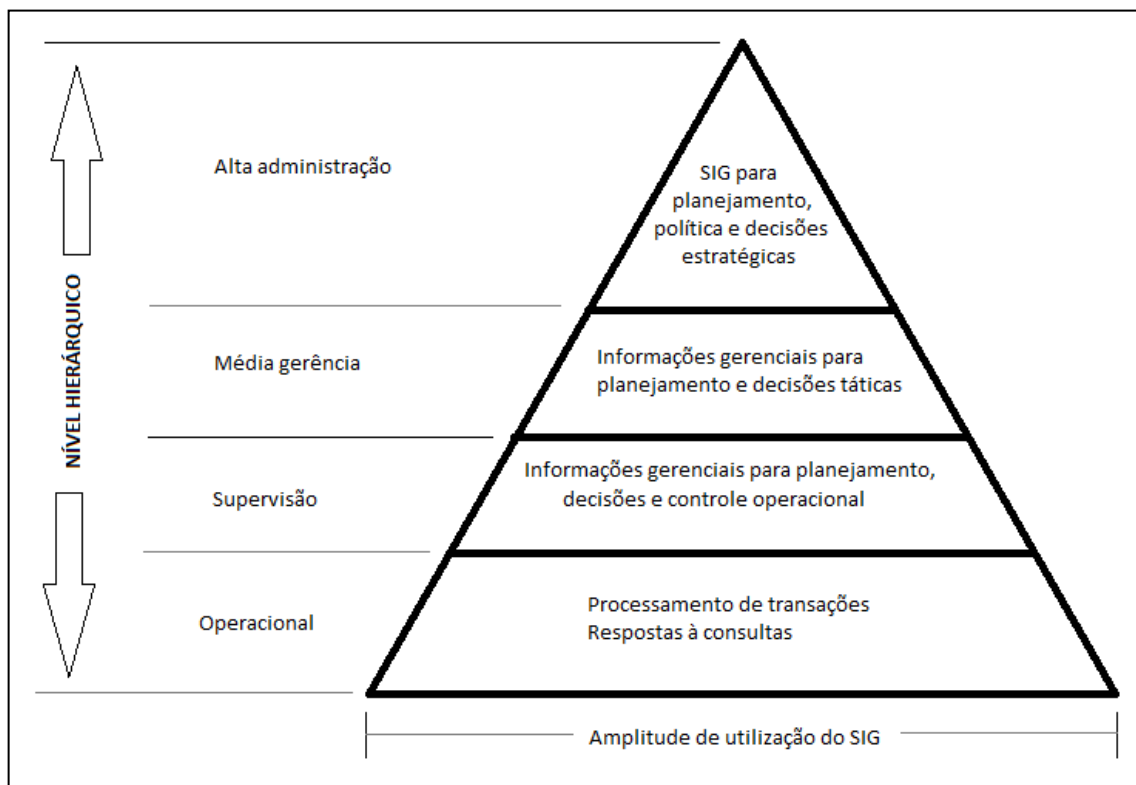 Alta administração
SIG para
planejamento,
política e decisões
estratégicas
NÍVEL HIERÁRQUICO
Média gerência
Informações gerenciais para
planejamento e decisões táticas
Supervisão
Informações gerenciais para planejamento,
decisões e controle operacional
Operacional
Processamento de transações
Respostas à consultas
Amplitude de utilização do SIG